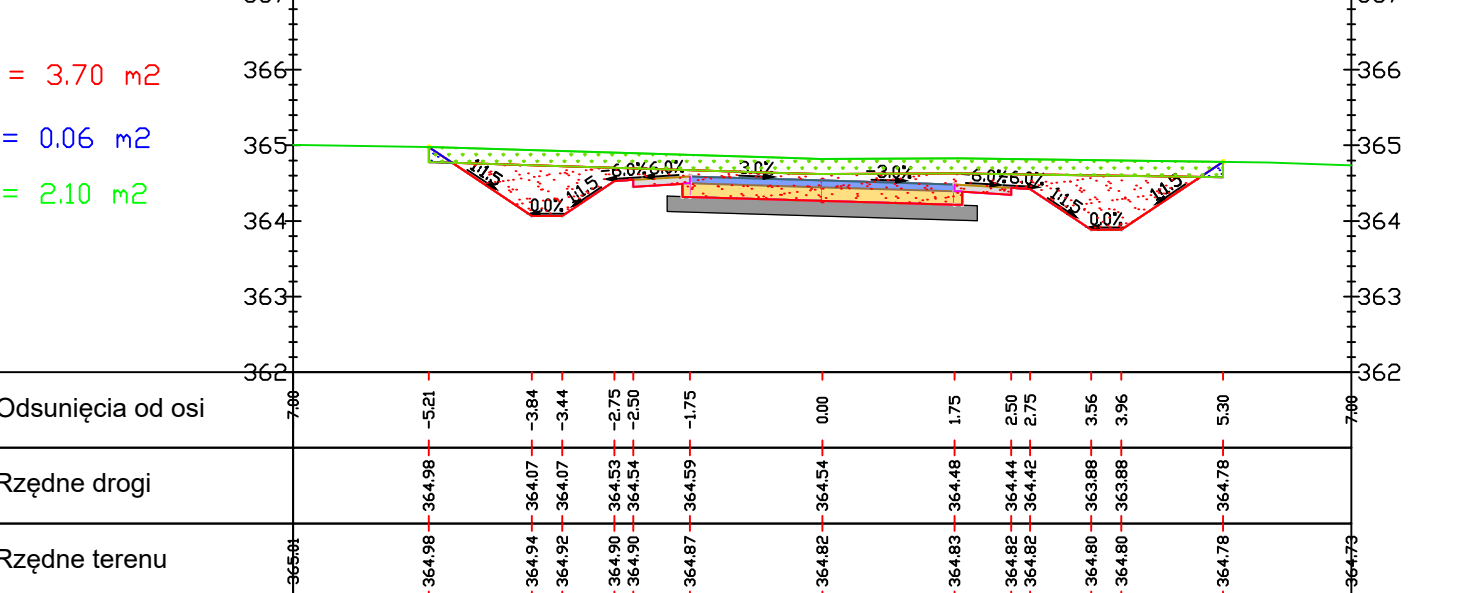 367 367
= 3.70 m2 366 366
= 0.06 m2 365 365
= 2.10 m2
1:1.5 0.0% 1:1.5 -6.0% 6.0% 3.0% -3.0% 6.0% 6.0% 1:1.5 0.0% 1:1.5
364 364
363 363
362 362
Odsunięcia od osi 7.00 -5.21 -3.84 -3.44 -2.75 -2.50 -1.75 0.00 1.75 2.50 2.75 3.56 3.96 5.30 7.00
Rzędne drogi 364.98 364.07 364.07 364.53 364.54 364.59 364.54 364.48 364.44 364.42 363.88 363.88 364.78
Rzędne terenu 365.01 364.98 364.94 364.92 364.90 364.90 364.87 364.82 364.83 364.82 364.82 364.80 364.80 364.78 364.73